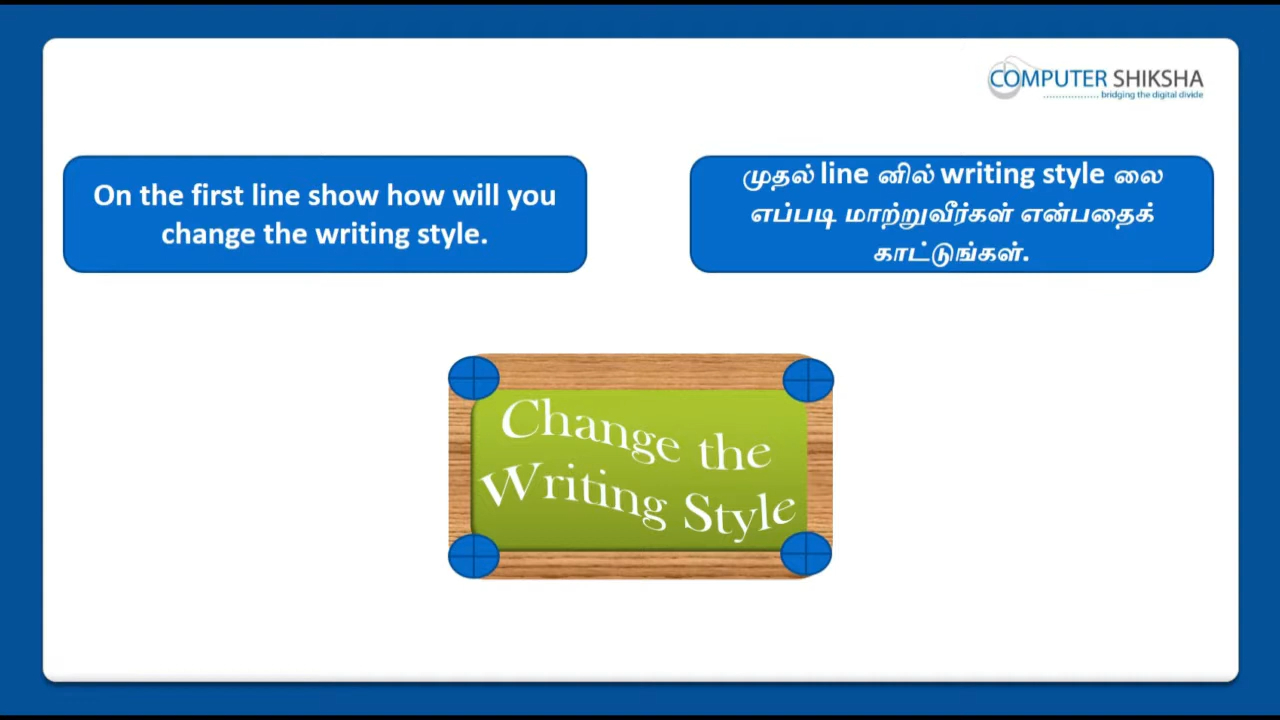 COMPUTER SHIKSHA
bridging the digital divide
On the first line show how will you
change the writing style.
முதல் line னில் writing style லை
எப்படி மாற்றுவீர்கள் என்பதைக்
காட்டுங்கள்.
Change the
Writing Style